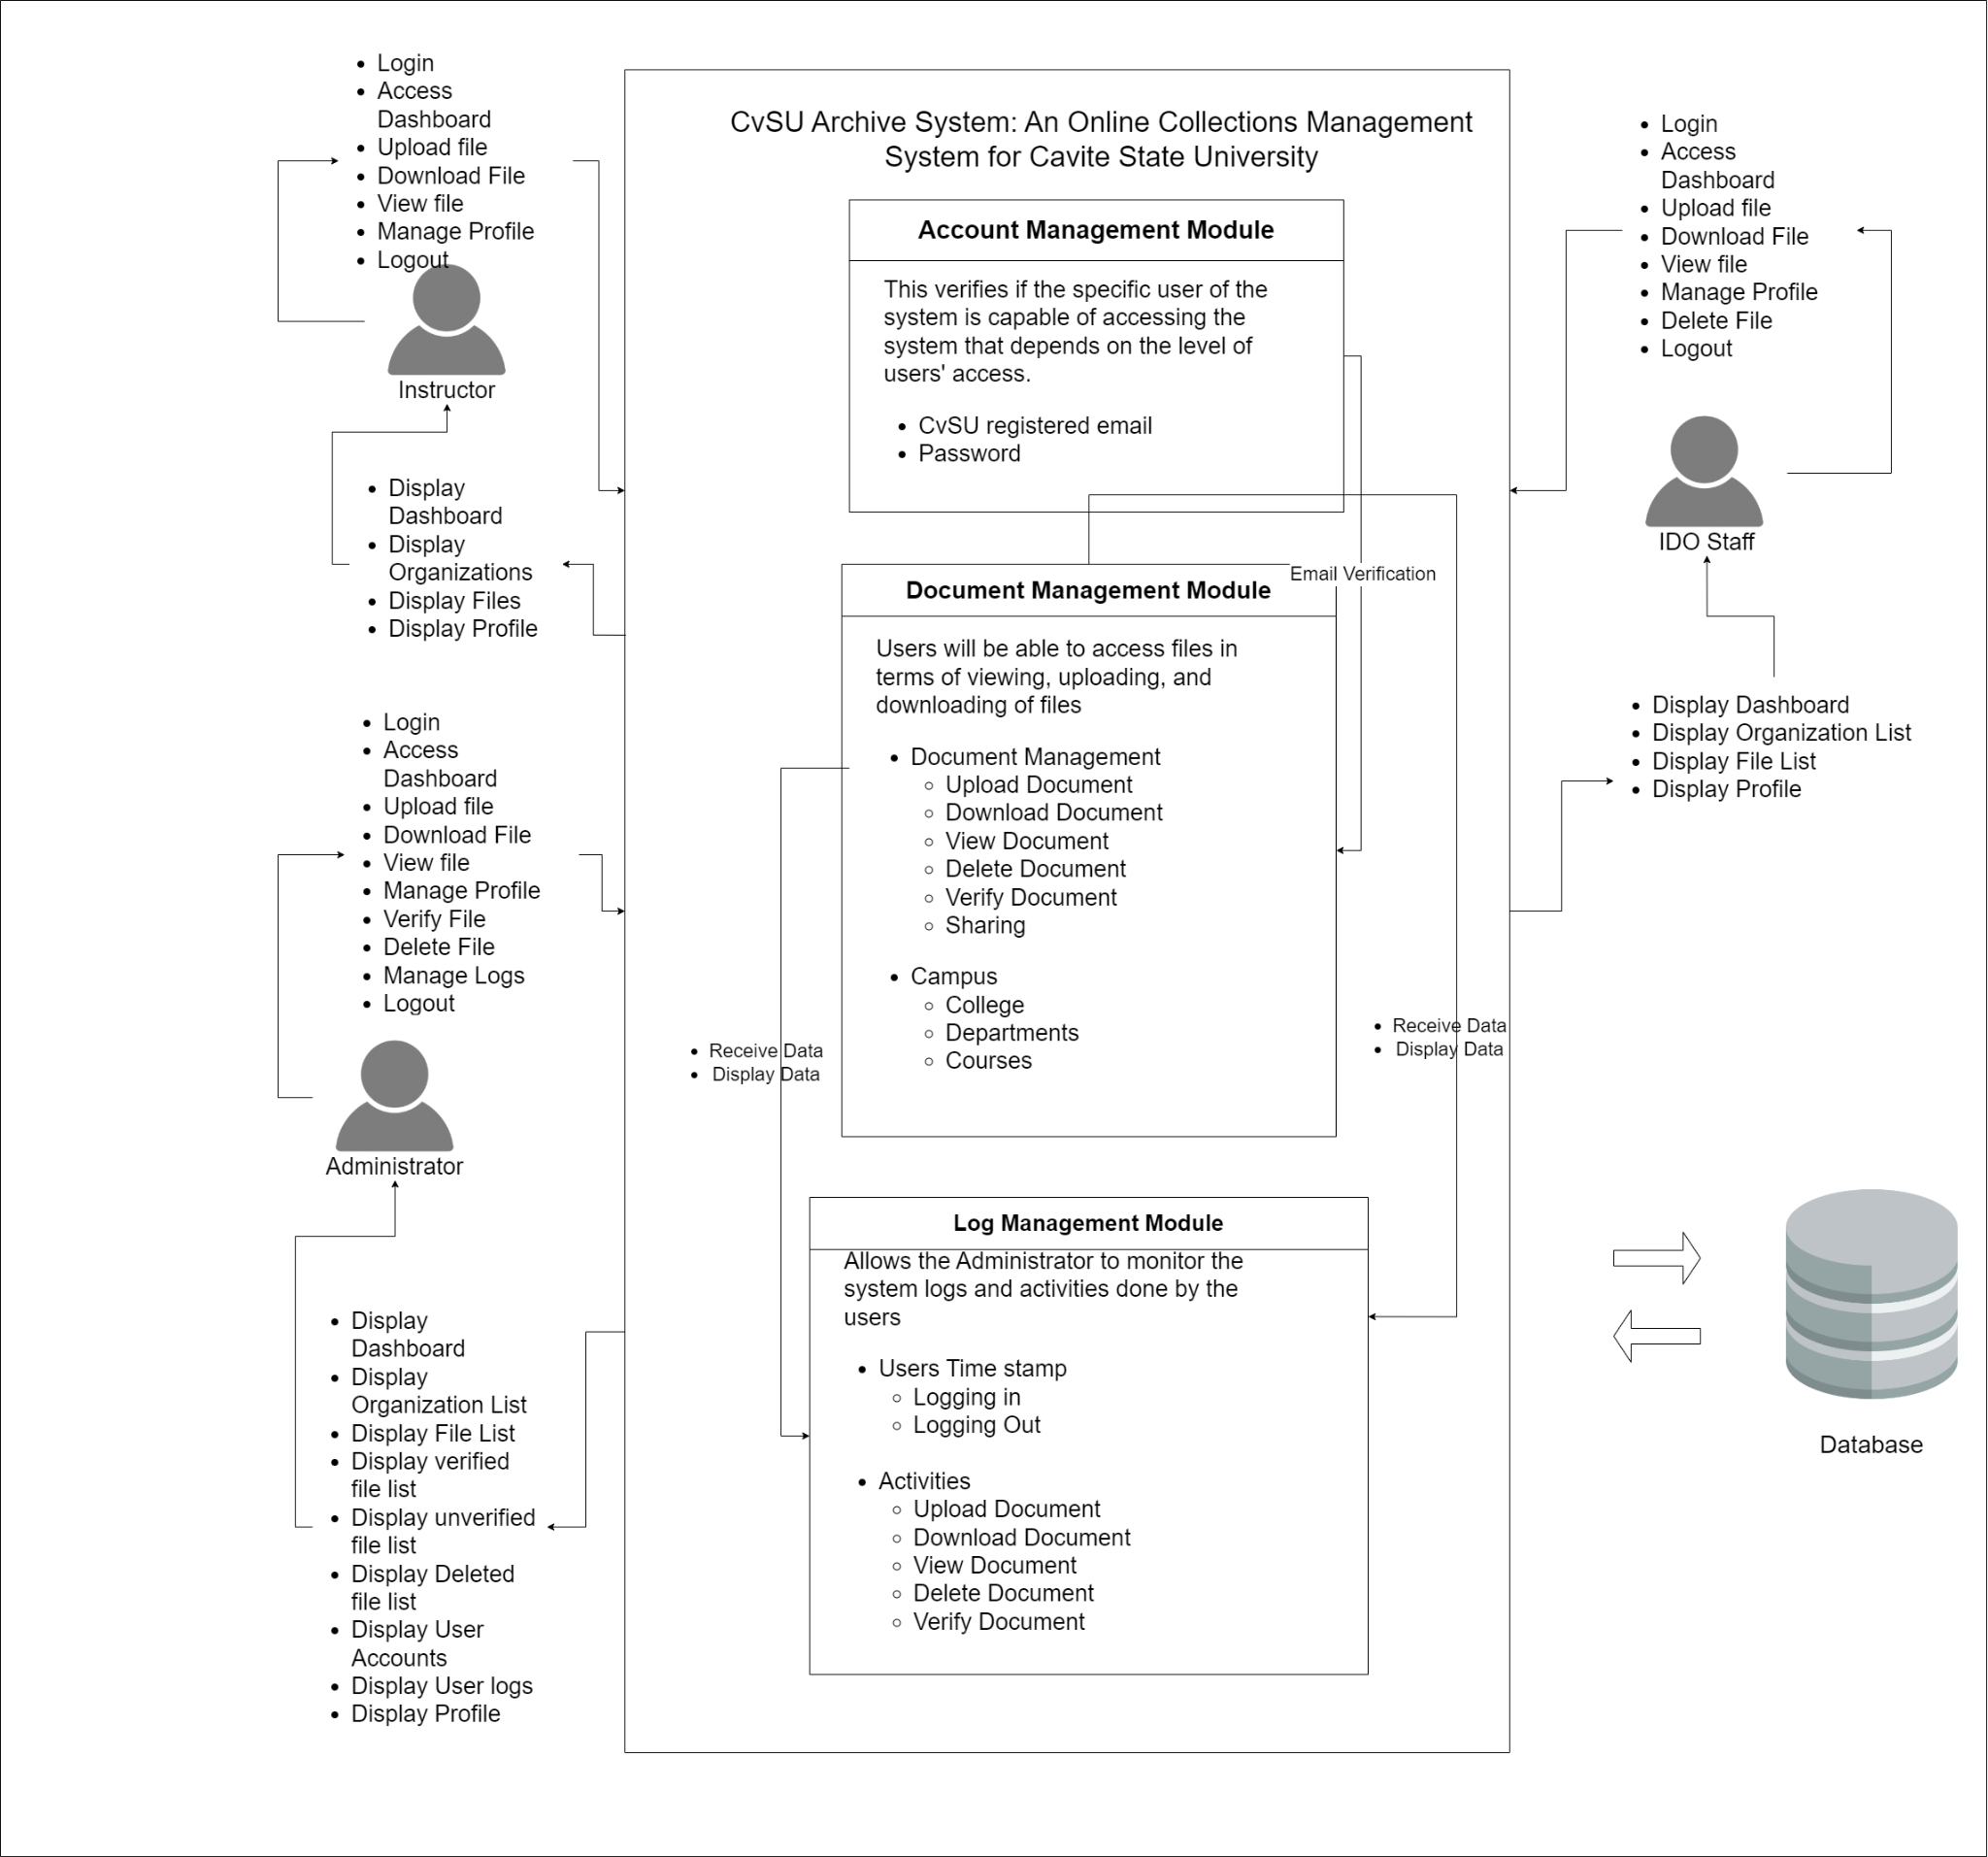 Login
Access
Dashboard
Upload file
Download File
View file
Manage Profile
Logout
Instructor
Display
Dashboard
Display
Organizations
Display Files
Display Profile
Login
Access
Dashboard
Upload file
Download File
View file
Manage Profile
Verify File
Delete File
Manage Logs
Logout
Administrator
Display
Dashboard
Display
Organization List
Display File List
Display verified
file list
Display unverified
file list
Display Deleted
file list
Display User
Accounts
Display User logs
Display Profile
CvSU Archive System: An Online Collections Management
System for Cavite State University
Account Management Module
This verifies if the specific user of the
system is capable of accessing the
system that depends on the level of
users' access.
CvSU registered email
Password
Email Verification
Document Management Module
Users will be able to access files in
terms of viewing, uploading, and
downloading of files
Document Management
Upload Document
Download Document
View Document
Delete Document
Verify Document
Sharing
Campus
College
Departments
Courses
Receive Data
Display Data
Receive Data
Display Data
Log Management Module
Allows the Administrator to monitor the
system logs and activities done by the
users
Users Time stamp
Logging in
Logging Out
Activities
Upload Document
Download Document
View Document
Delete Document
Verify Document
Login
Access
Dashboard
Upload file
Download File
View file
Manage Profile
Delete File
Logout
IDO Staff
Display Dashboard
Display Organization List
Display File List
Display Profile
Database